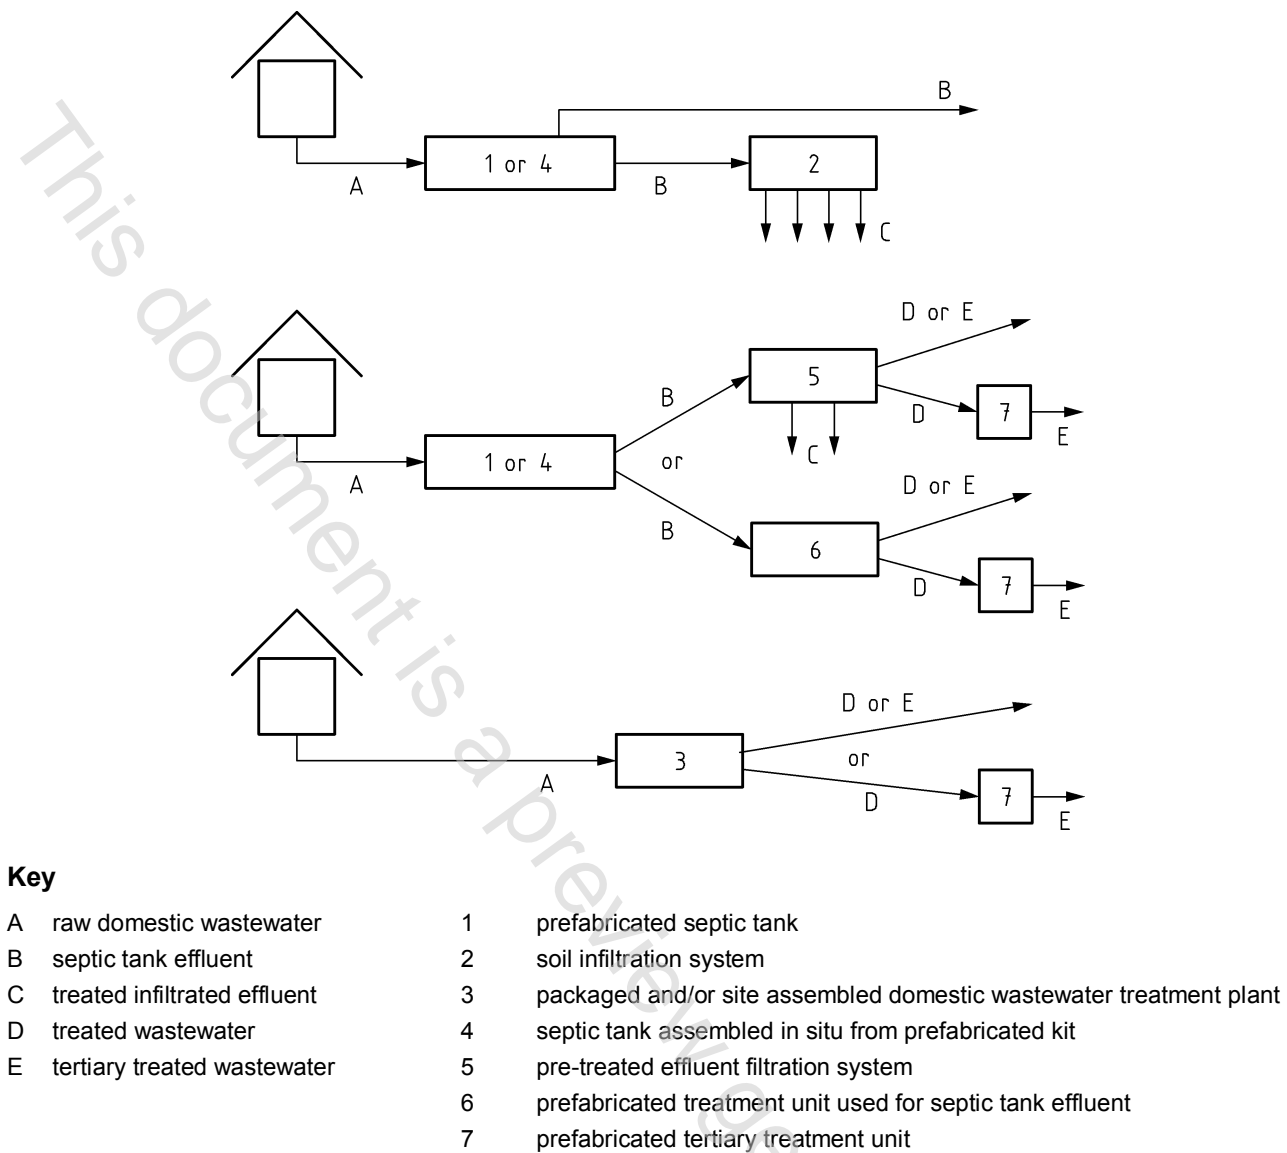 B
1 or 4
2
A
B
C
D or E
5
B
7
D
E
C
or
1 or 4
A
D or E
B
6
7
D
E
D or E
3
or
7
A
D
E
Key
A raw domestic wastewater 1 prefabricated septic tank
B septic tank effluent 2 soil infiltration system
C treated infiltrated effluent 3 packaged and/or site assembled domestic wastewater treatment plant
D treated wastewater 4 septic tank assembled in situ from prefabricated kit
E tertiary treated wastewater 5 pre-treated effluent filtration system
6 prefabricated treatment unit used for septic tank effluent
7 prefabricated tertiary treatment unit
This document is a preview